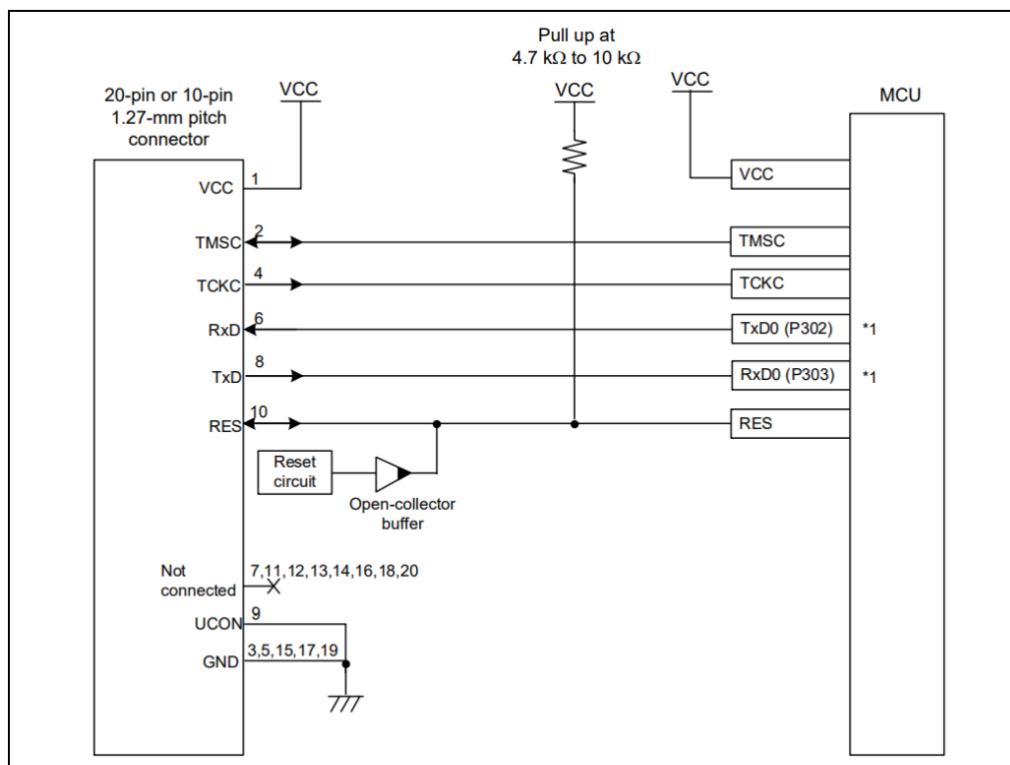 Pull up at
4.7 kΩ to 10 kΩ
VCC
VCC
VCC
MCU
20-pin or 10-pin
1.27-mm pitch
connector
VCC
1
VCC
TMSC
2
TMSC
TCKC
4
TCKC
RxD
6
TxD0 (P302)
*1
TxD
8
RxD0 (P303)
*1
RES
10
RES
Reset
circuit
Open-collector
buffer
Not
connected
7,11,12,13,14,16,18,20
UCON
9
GND
3,5,15,17,19